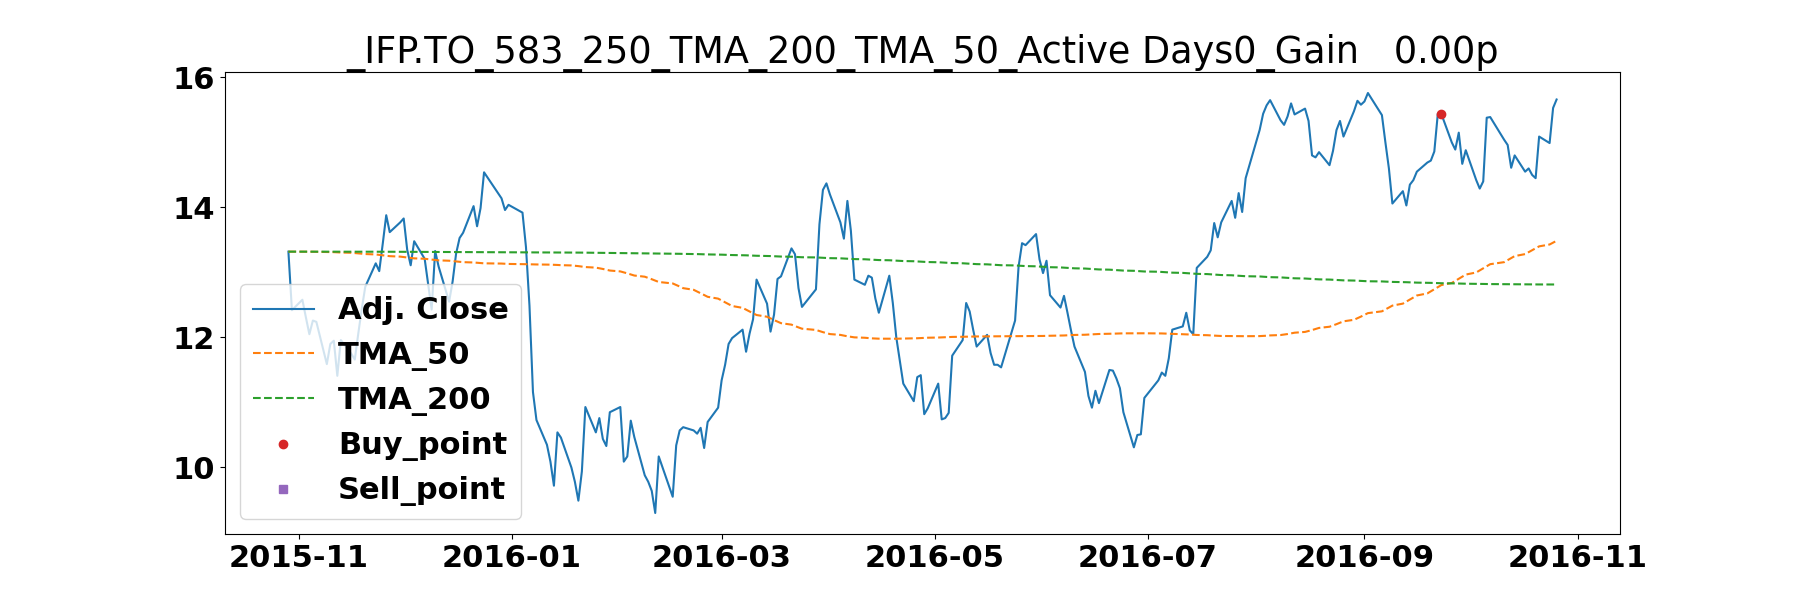 _IFP.TO_583_250_TMA_200_TMA_50_Active Days0_Gain   0.00p
16
14
12
10
Adj. Close
TMA_50
TMA_200
Buy_point
Sell_point
2015-11 2016-01 2016-03 2016-05 2016-07 2016-09 2016-11